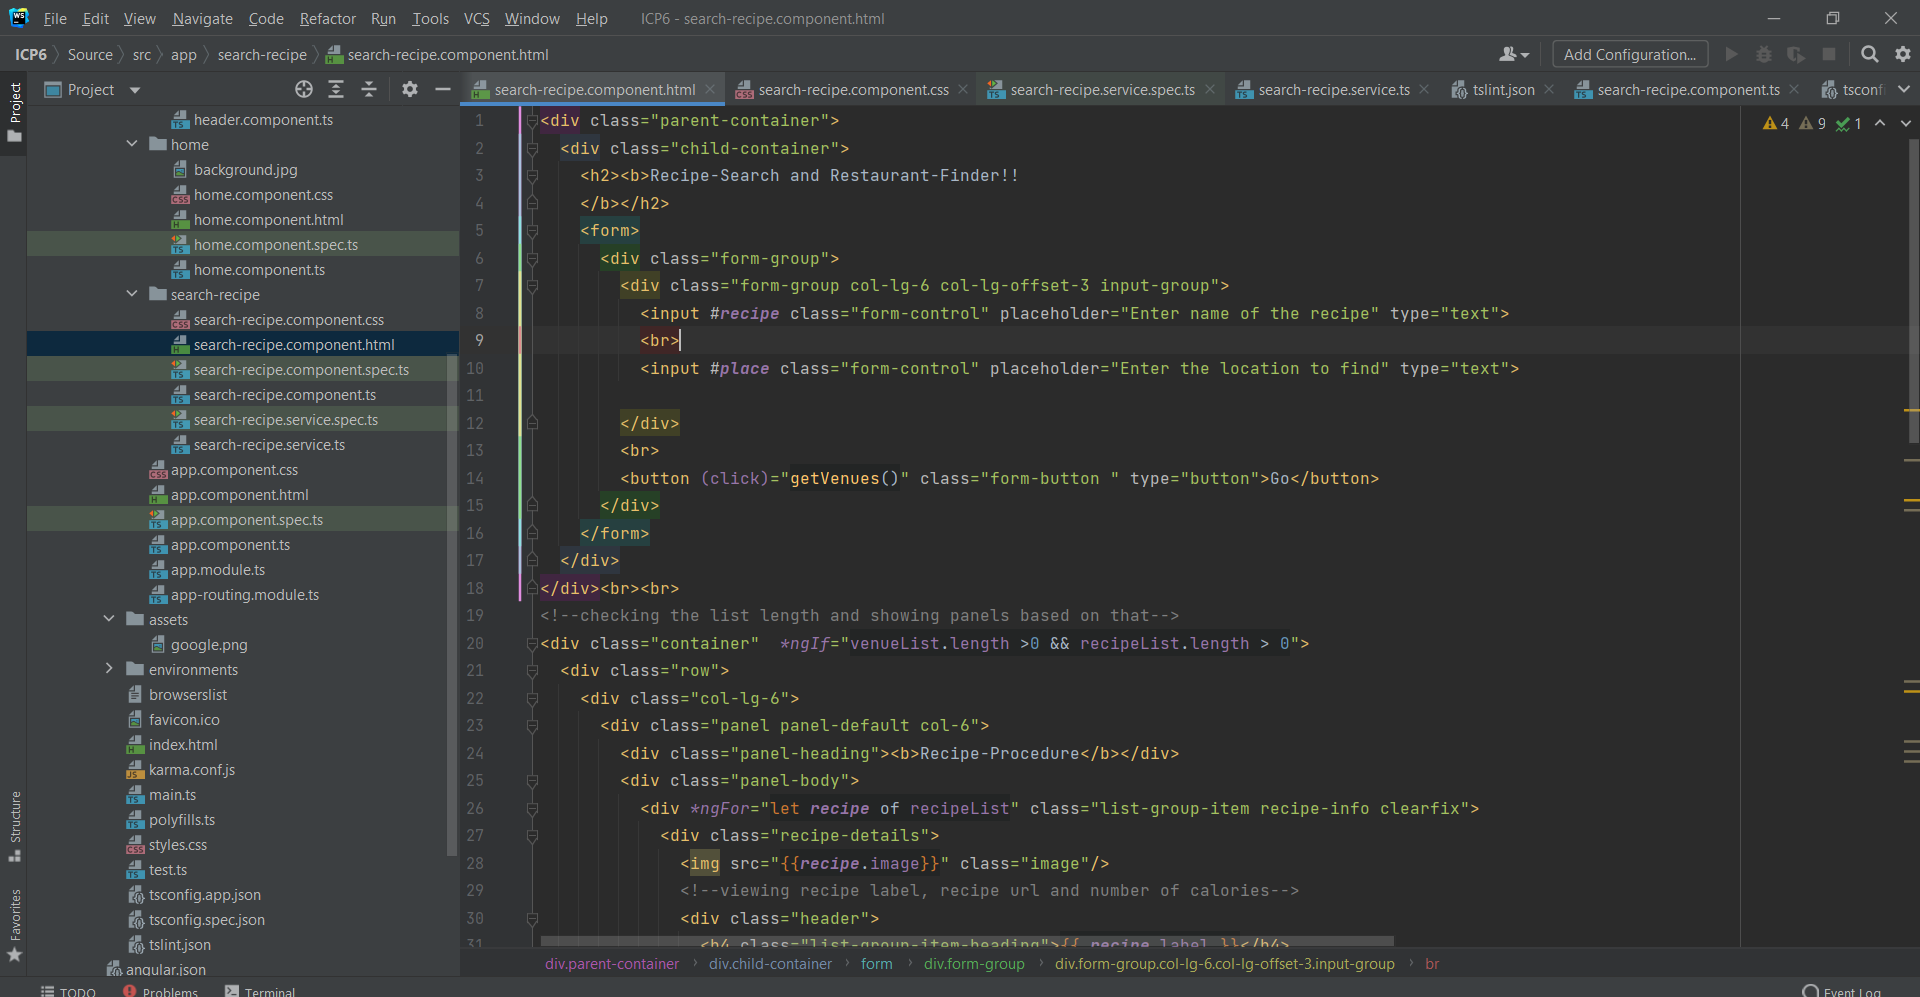 WS File Edit View Navigate Code Refactor Run Tools VCS Window Help ICP6 - search-recipe.component.html
ICP6 Source src app search-recipe search-recipe.component.html Add Configuration...
Project
Project
search-recipe.component.html search-recipe.component.css search-recipe.service.spec.ts search-recipe.service.ts tslint.json search-recipe.component.ts tsconf
header.component.ts
home
background.jpg
home.component.css
home.component.html
home.component.spec.ts
home.component.ts
search-recipe
search-recipe.component.css
search-recipe.component.html
search-recipe.component.spec.ts
search-recipe.component.ts
search-recipe.service.spec.ts
search-recipe.service.ts
app.component.css
app.component.html
app.component.spec.ts
app.component.ts
app.module.ts
app-routing.module.ts
assets
google.png
environments
browserslist
favicon.ico
index.html
karma.conf.js
main.ts
polyfills.ts
styles.css
test.ts
tsconfig.app.json
tsconfig.spec.json
tslint.json
angular.json
Structure
Favorites
4 9 1
1 <div class="parent-container">
2 <div class="child-container">
3 <h2><b>Recipe-Search and Restaurant-Finder!!
4 </b></h2>
5 <form>
6 <div class="form-group">
7 <div class="form-group col-lg-6 col-lg-offset-3 input-group">
8 <input #recipe class="form-control" placeholder="Enter name of the recipe" type="text">
9 <br>
10 <input #place class="form-control" placeholder="Enter the location to find" type="text">
11
12 </div>
13 <br>
14 <button (click)="getVenues()" class="form-button " type="button">Go</button>
15 </div>
16 </form>
17 </div>
18 </div><br><br>
19 <!--checking the list length and showing panels based on that-->
20 <div class="container"  *ngIf="venueList.length >0 && recipeList.length > 0">
21 <div class="row">
22 <div class="col-lg-6">
23 <div class="panel panel-default col-6">
24 <div class="panel-heading"><b>Recipe-Procedure</b></div>
25 <div class="panel-body">
26 <div *ngFor="let recipe of recipeList" class="list-group-item recipe-info clearfix">
27 <div class="recipe-details">
28 <img src="{{recipe.image}}" class="image"/>
29 <!--viewing recipe label, recipe url and number of calories-->
30 <div class="header">
31 <h4 class="list-group-item-heading">{{ recipe.label }}</h4>
div.parent-container div.child-container form div.form-group div.form-group.col-lg-6.col-lg-offset-3.input-group br
TODO Problems Terminal Event Log